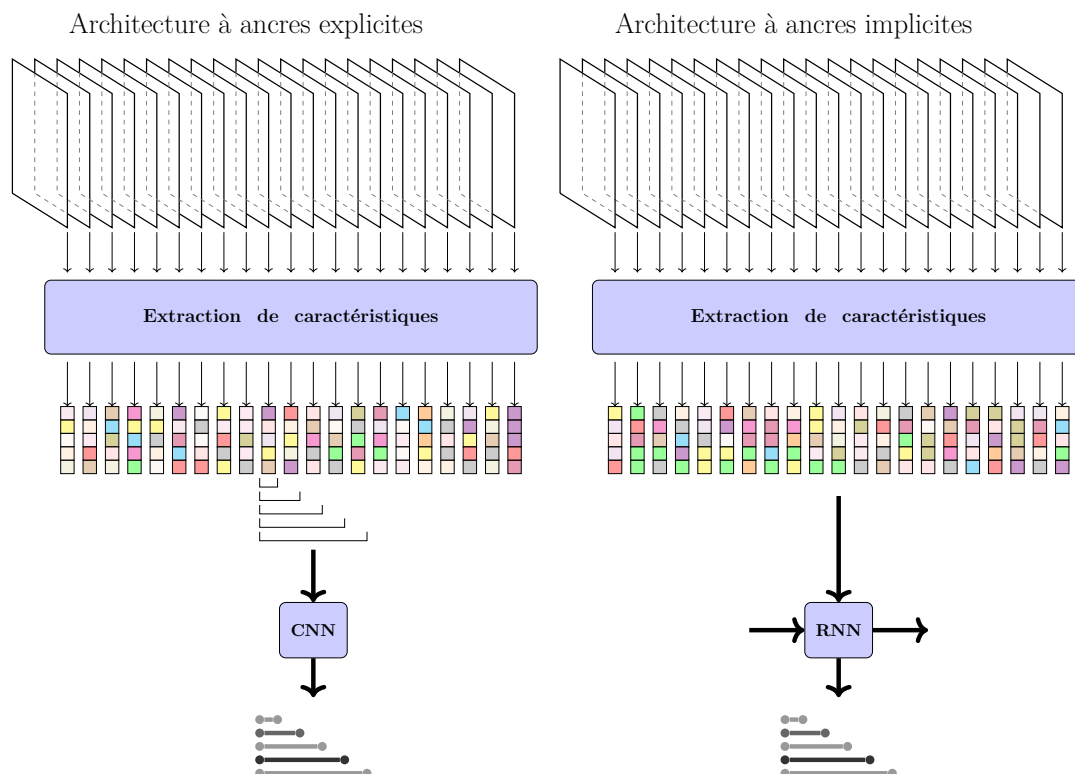 Architecture à ancres explicites
Architecture à ancres implicites
Extraction de caractéristiques
Extraction de caractéristiques
CNN
RNN